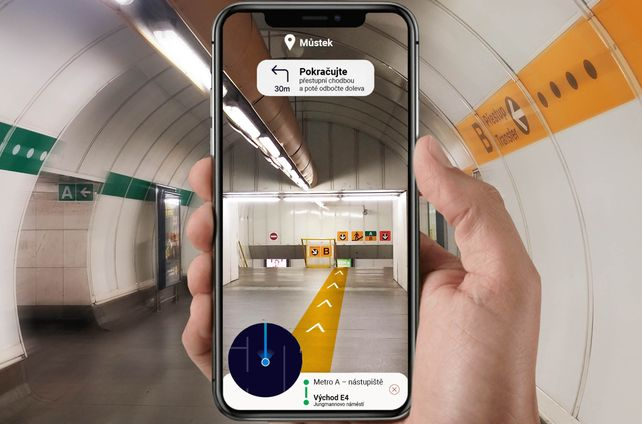 Můstek
30m
Pokračujte
přestupní chodbou
a poté odbočte doleva
A
B
Přestup
Transfer
B
A
Metro A – nástupiště
Východ E4
Jungmannovo náměstí